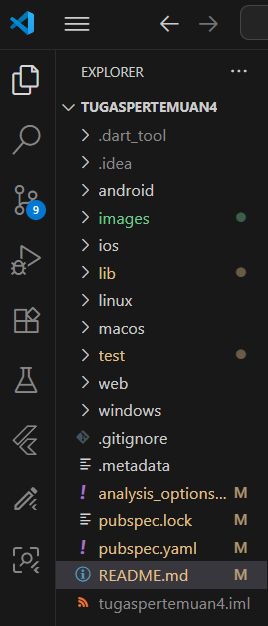 EXPLORER
TUGASPERTEMUAN4
.dart_tool
.idea
android
images
ios
lib
linux
macos
test
web
windows
.gitignore
.metadata
analysis_options... M
pubspec.lock M
pubspec.yaml M
README.md M
tugaspertemuan4.iml
9